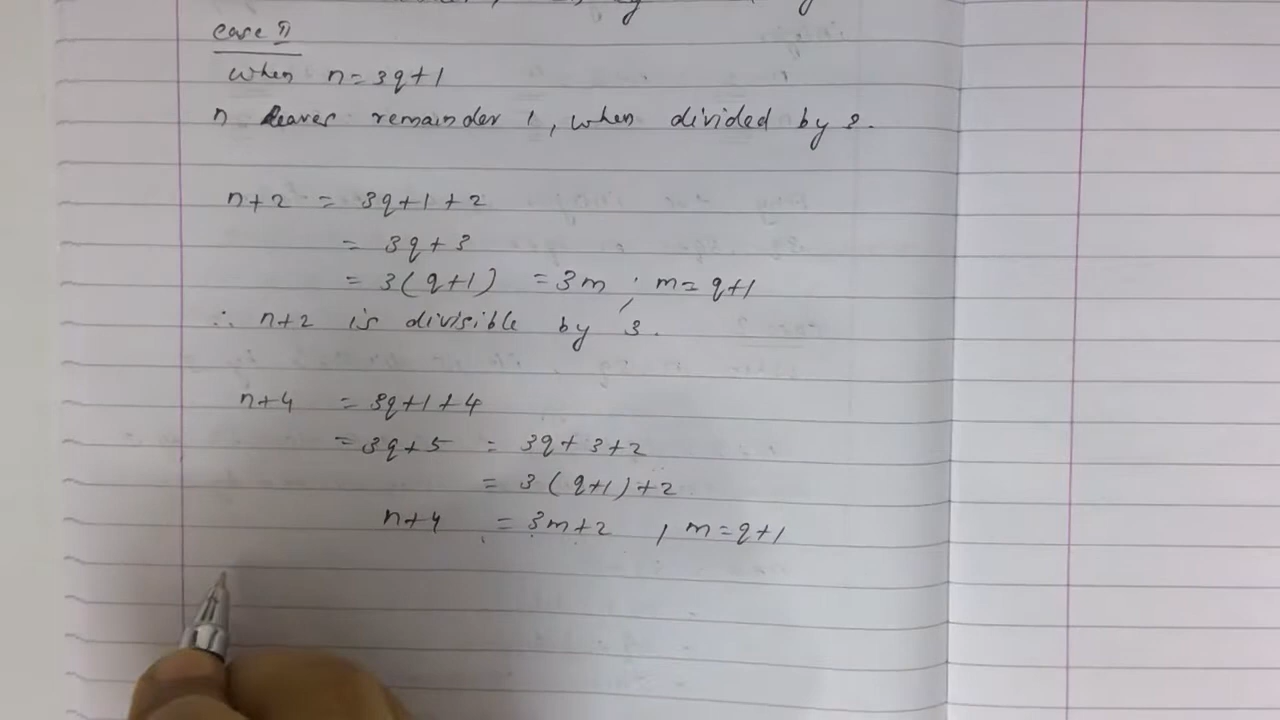 Case II
When n = 3q+1
n leaves remainder 1, when divided by 3.
n+2 = 3q+1+2
= 3q+3
= 3(q+1) = 3m ; m = q+1
∴ n+2 is divisible by 3.
n+4 = 3q+1+4
= 3q+5 = 3q+3+2
= 3(q+1)+2
n+4 = 3m+2 , m = q+1